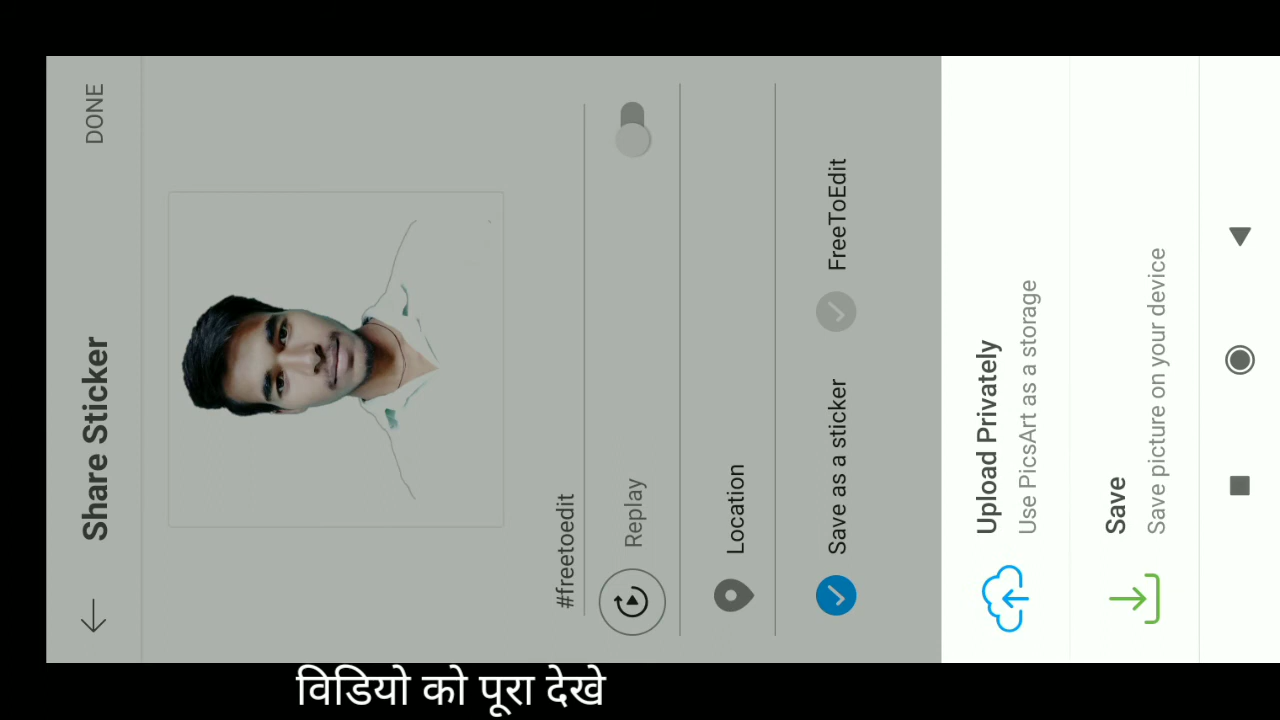 Share Sticker
DONE
#freetoedit
Replay
Location
Save as a sticker
FreeToEdit
Upload Privately
Use PicsArt as a storage
Save
Save picture on your device
विडियो को पूरा देखे